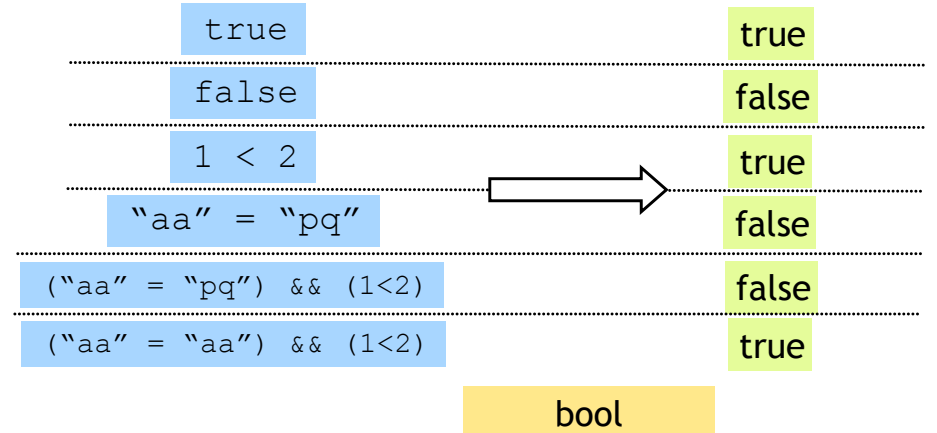 true true
false false
1 < 2 true
“aa” = “pq” false
(“aa” = “pq”) && (1<2) false
(“aa” = “aa”) && (1<2) true
bool